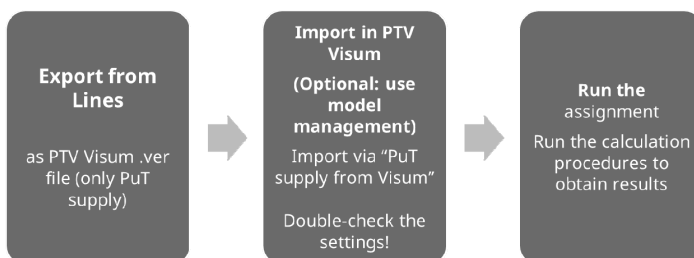 Export from
Lines
as PTV Visum .ver
file (only PuT
supply)
Import in PTV
Visum
(Optional: use
model
management)
Import via “PuT
supply from Visum”
Double-check the
settings!
Run the
assignment
Run the calculation
procedures to
obtain results